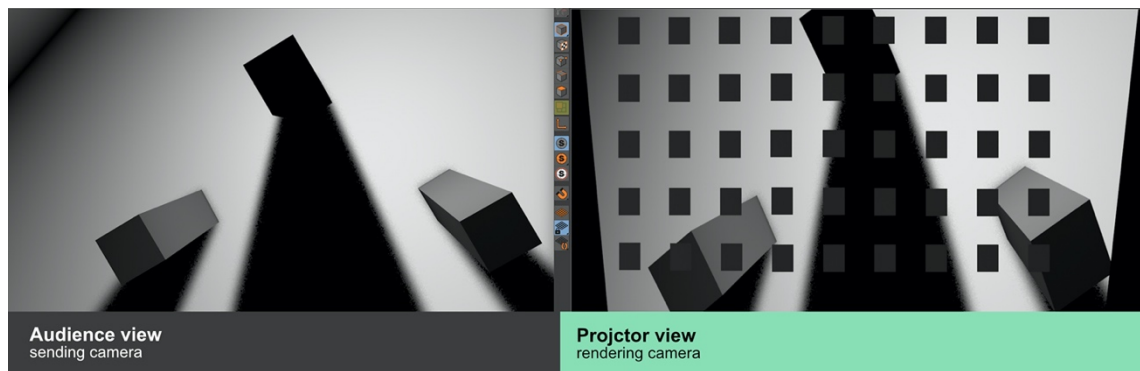 Audience view
sending camera
Projctor view
rendering camera